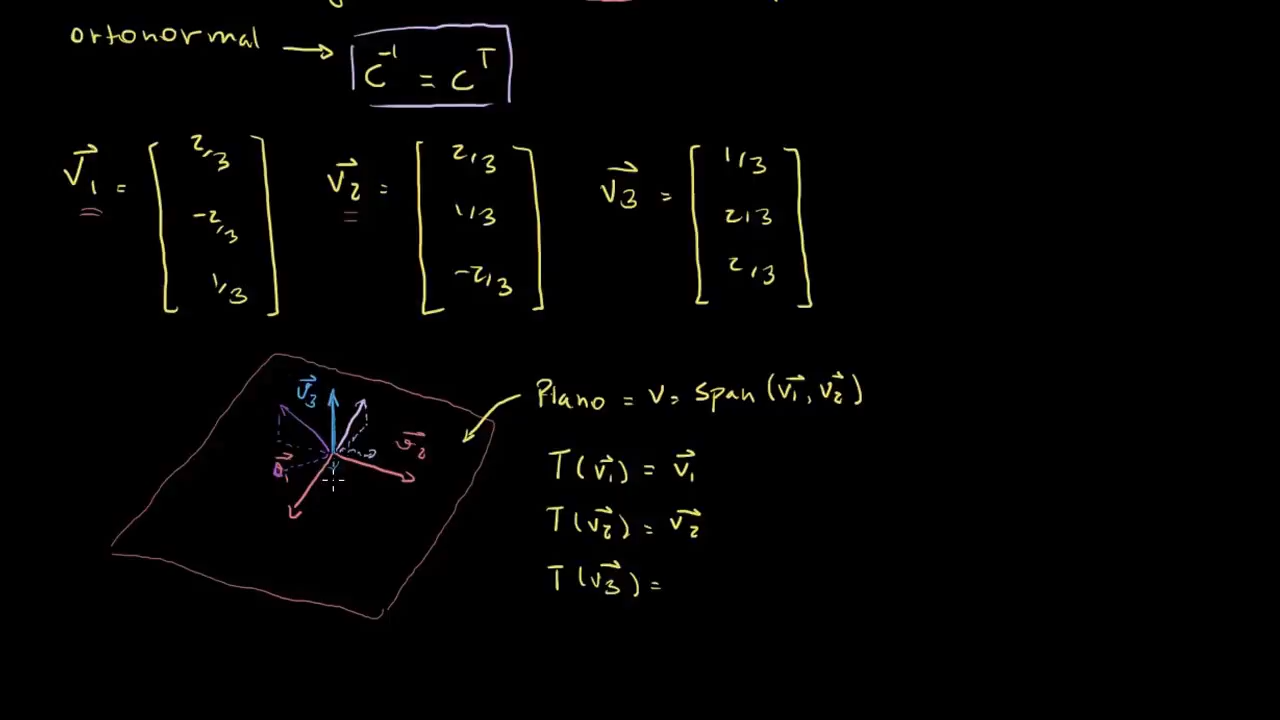 ortonormal → C⁻¹ = Cᵀ
v⃗1 = [2/3 -2/3 1/3] v⃗2 = [2/3 1/3 -2/3] v⃗3 = [1/3 2/3 2/3]
v⃗3
v⃗2
Plano = V = Span (v⃗1, v⃗2)
T(v⃗1) = v⃗1
T(v⃗2) = v⃗2
T(v⃗3) =